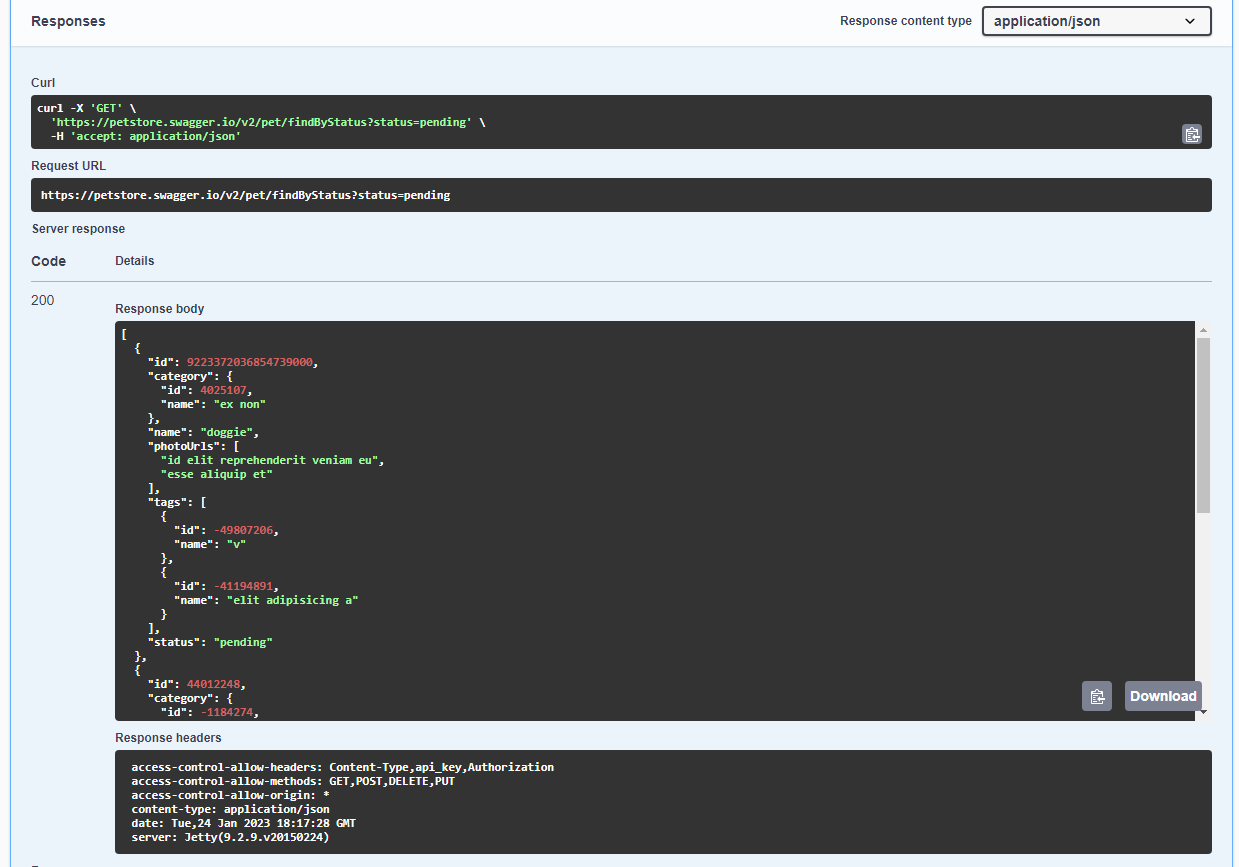 Responses
Response content type
application/json
Curl
curl -X 'GET' \
  'https://petstore.swagger.io/v2/pet/findByStatus?status=pending' \
  -H 'accept: application/json'
Request URL
https://petstore.swagger.io/v2/pet/findByStatus?status=pending
Server response
Code Details
200
Response body
[
  {
    "id": 9223372036854739000,
    "category": {
      "id": 4025107,
      "name": "ex non"
    },
    "name": "doggie",
    "photoUrls": [
      "id elit reprehenderit veniam eu",
      "esse aliquip et"
    ],
    "tags": [
      {
        "id": -49807206,
        "name": "v"
      },
      {
        "id": -41194891,
        "name": "elit adipisicing a"
      }
    ],
    "status": "pending"
  },
  {
    "id": 44012248,
    "category": {
      "id": -1184274,
Download
Response headers
access-control-allow-headers: Content-Type,api_key,Authorization
access-control-allow-methods: GET,POST,DELETE,PUT
access-control-allow-origin: *
content-type: application/json
date: Tue,24 Jan 2023 18:17:28 GMT
server: Jetty(9.2.9.v20150224)